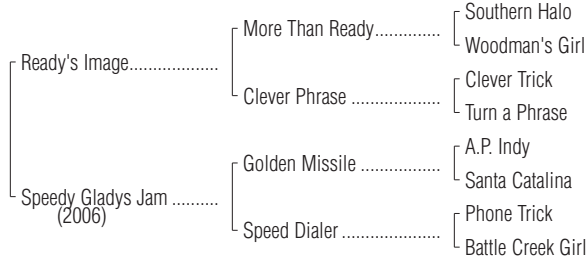 Southern Halo
More Than Ready...............
Woodman's Girl
Ready's Image....................
Clever Trick
Clever Phrase ....................
Turn a Phrase
A.P. Indy
Golden Missile ..................
Santa Catalina
Speedy Gladys Jam ..........
(2006)
Phone Trick
Speed Dialer ......................
Battle Creek Girl